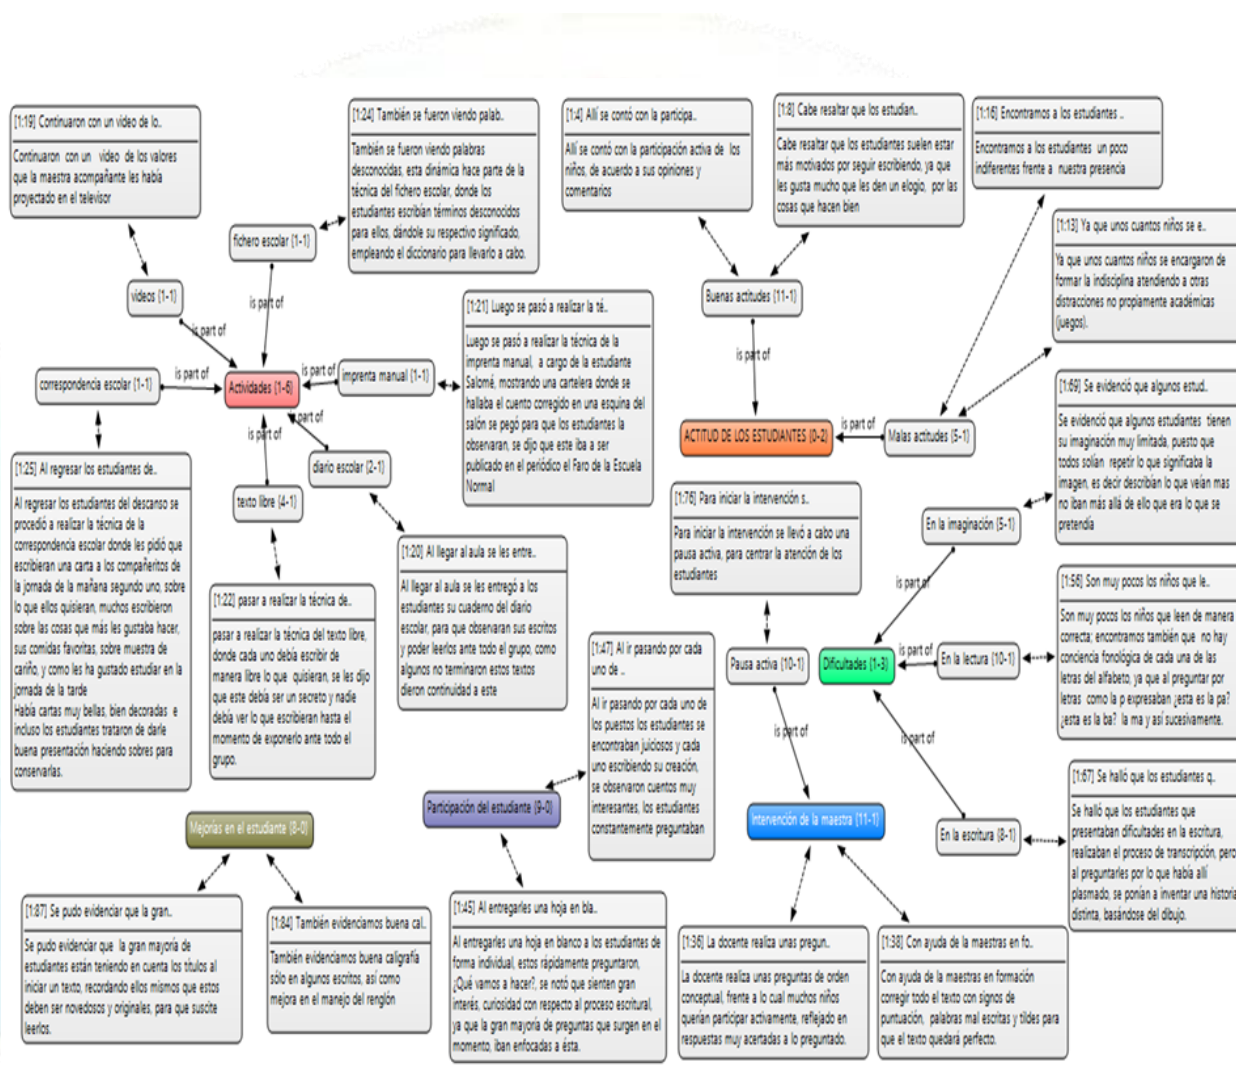 [1:19] Continuaron con un video de lo..
Continuaron con un video de los valores
que la maestra acompañante les había
proyectado en el televisor
[1:24] También se fueron viendo palab..
También se fueron viendo palabras
desconocidas, esta dinámica hace parte de la
técnica del fichero escolar, donde los
estudiantes escribían términos desconocidos
para ellos, dándole su respectivo significado,
empleando el diccionario para llevarlo a cabo.
[1:4] Allí se contó con la participa..
Allí se contó con la participación activa de los
niños, de acuerdo a sus opiniones y
comentarios
[1:8] Cabe resaltar que los estudian..
Cabe resaltar que los estudiantes suelen estar
más motivados por seguir escribiendo, ya que
les gusta mucho que les den un elogio, por las
cosas que hacen bien
[1:16] Encontramos a los estudiantes ..
Encontramos a los estudiantes un poco
indiferentes frente a nuestra presencia
[1:13] Ya que unos cuantos niños se e..
Ya que unos cuantos niños se encargaron de
formar la indisciplina atendiendo a otras
distracciones no propiamente académicas
(juegos).
fichero escolar {1-1}
videos {1-1}
is part of
is part of
Buenas actitudes {11-1}
is part of
[1:21] Luego se pasó a realizar la té..
Luego se pasó a realizar la técnica de la
imprenta manual, a cargo de la estudiante
Salomé, mostrando una cartelera donde se
hallaba el cuento corregido en una esquina del
salón se pegó para que los estudiantes la
observaran, se dijo que este iba a ser
publicado en el periódico el Faro de la Escuela
Normal
correspondencia escolar {1-1}
is part of
Actividades {1-6}
is part of
imprenta manual {1-1}
is part of
is part of
ACTITUD DE LOS ESTUDIANTES {0-2}
is part of
Malas actitudes {5-1}
[1:69] Se evidenció que algunos estud..
Se evidenció que algunos estudiantes tienen
su imaginación muy limitada, puesto que
todos solían repetir lo que significaba la
imagen, es decir describían lo que veían mas
no iban más allá de ello que era lo que se
pretendía
diario escolar {2-1}
texto libre {4-1}
[1:25] Al regresar los estudiantes de..
Al regresar los estudiantes del descanso se
procedió a realizar la técnica de la
correspondencia escolar donde les pidió que
escribieran una carta a los compañeritos de
la jornada de la mañana segundo uno, sobre
lo que ellos quisieran, muchos escribieron
sobre las cosas que más les gustaba hacer,
sus comidas favoritas, sobre muestra de
cariño, y como les ha gustado estudiar en la
jornada de la tarde
Había cartas muy bellas, bien decoradas e
incluso los estudiantes trataron de darle
buena presentación haciendo sobres para
conservarlas.
[1:22] pasar a realizar la técnica de..
pasar a realizar la técnica del texto libre,
donde cada uno debía escribir de
manera libre lo que quisieran, se les dijo
que este debía ser un secreto y nadie
debía ver lo que escribieran hasta el
momento de exponerlo ante todo el
grupo.
[1:20] Al llegar al aula se les entre..
Al llegar al aula se les entregó a los
estudiantes su cuaderno del diario
escolar, para que observaran sus escritos
y poder leerlos ante todo el grupo, como
algunos no terminaron estos textos
dieron continuidad a este
[1:76] Para iniciar la intervención s..
Para iniciar la intervención se llevó a cabo una
pausa activa, para centrar la atención de los
estudiantes
En la imaginación {5-1}
is part of
[1:56] Son muy pocos los niños que le..
Son muy pocos los niños que leen de manera
correcta; encontramos también que no hay
conciencia fonológica de cada una de las
letras del alfabeto, ya que al preguntar por
letras como la p expresaban ¿esta es la pa?
¿esta es la ba? la ma y así sucesivamente.
[1:47] Al ir pasando por cada
uno de ..
Al ir pasando por cada uno de
los puestos los estudiantes se
encontraban juiciosos y cada
uno escribiendo su creación,
se observaron cuentos muy
interesantes, los estudiantes
constantemente preguntaban
Pausa activa {10-1}
Dificultades {1-3}
is part of
En la lectura {10-1}
is part of
is part of
[1:67] Se halló que los estudiantes q..
Se halló que los estudiantes que
presentaban dificultades en la escritura,
realizaban el proceso de transcripción, pero
al preguntarles por lo que había allí
plasmado, se ponían a inventar una historia
distinta, basándose del dibujo.
Mejorías en el estudiante {8-0}
Participación del estudiante {9-0}
Intervención de la maestra {11-1}
En la escritura {8-1}
[1:87] Se pudo evidenciar que la gran..
Se pudo evidenciar que la gran mayoría de
estudiantes están teniendo en cuenta los títulos al
iniciar un texto, recordando ellos mismos que estos
deben ser novedosos y originales, para que suscite
leerlos.
[1:84] También evidenciamos buena cal..
También evidenciamos buena caligrafía
sólo en algunos escritos, así como
mejora en el manejo del renglón
[1:45] Al entregarles una hoja en bla..
Al entregarles una hoja en blanco a los estudiantes de
forma individual, estos rápidamente preguntaron,
¿Qué vamos a hacer?, se notó que sienten gran
interés, curiosidad con respecto al proceso escritural,
ya que la gran mayoría de preguntas que surgen en el
momento, iban enfocadas a ésta.
[1:36] La docente realiza unas pregun..
La docente realiza unas preguntas de orden
conceptual, frente a lo cual muchos niños
querían participar activamente, reflejado en
respuestas muy acertadas a lo preguntado.
[1:38] Con ayuda de la maestras en fo..
Con ayuda de la maestras en formación
corregir todo el texto con signos de
puntuación, palabras mal escritas y tildes para
que el texto quedará perfecto.